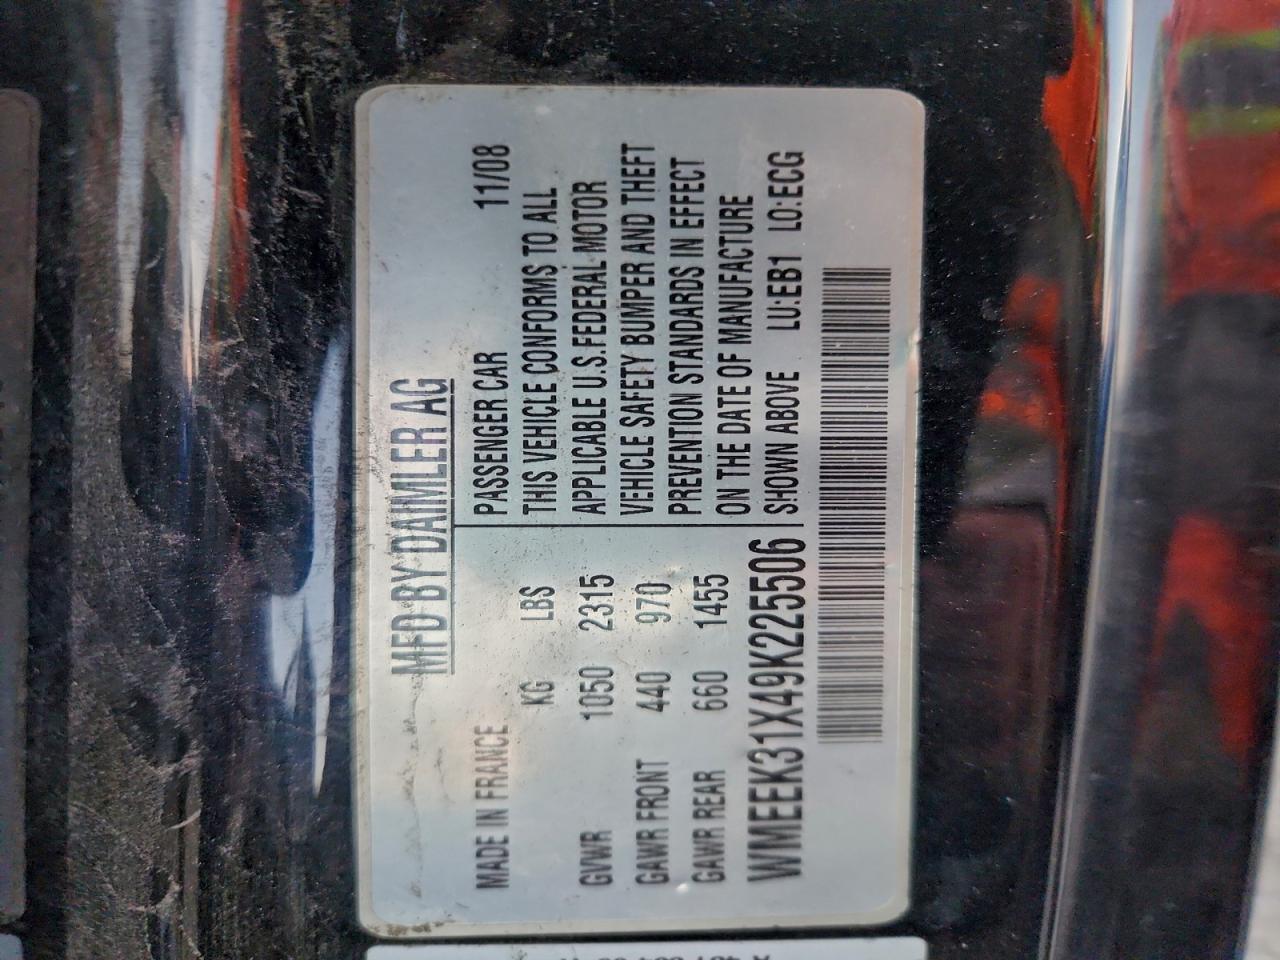 MFD BY DAIMLER AG
MADE IN FRANCE
KG LBS
GVWR 1050 2315
GAWR FRONT 440 970
GAWR REAR 660 1455
WMEEK31X49K225506
PASSENGER CAR 11/08
THIS VEHICLE CONFORMS TO ALL
APPLICABLE U.S.FEDERAL MOTOR
VEHICLE SAFETY BUMPER AND THEFT
PREVENTION STANDARDS IN EFFECT
ON THE DATE OF MANUFACTURE
SHOWN ABOVE LU:EB1 LO:ECG